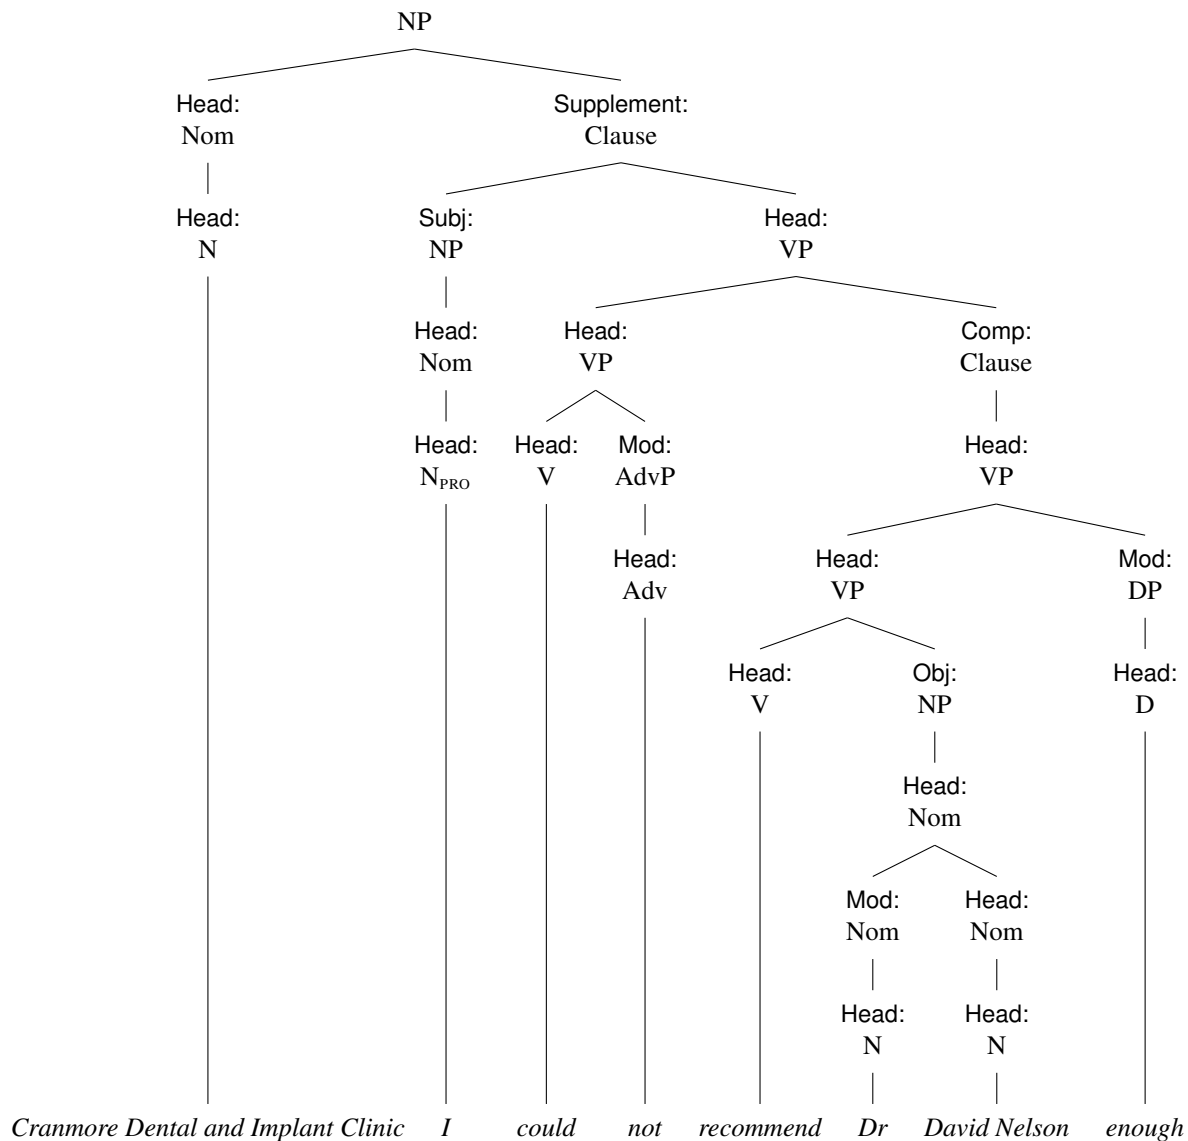 NP
Head: Supplement:
Nom Clause
Head: Subj: Head:
N NP VP
Head: Head: Comp:
Nom VP Clause
Head: Head: Mod: Head:
N_PRO V AdvP VP
Head: Head: Mod:
Adv VP DP
Head: Obj: Head:
V NP D
Head:
Nom
Mod: Head:
Nom Nom
Head: Head:
N N
Cranmore Dental and Implant Clinic I could not recommend Dr David Nelson enough